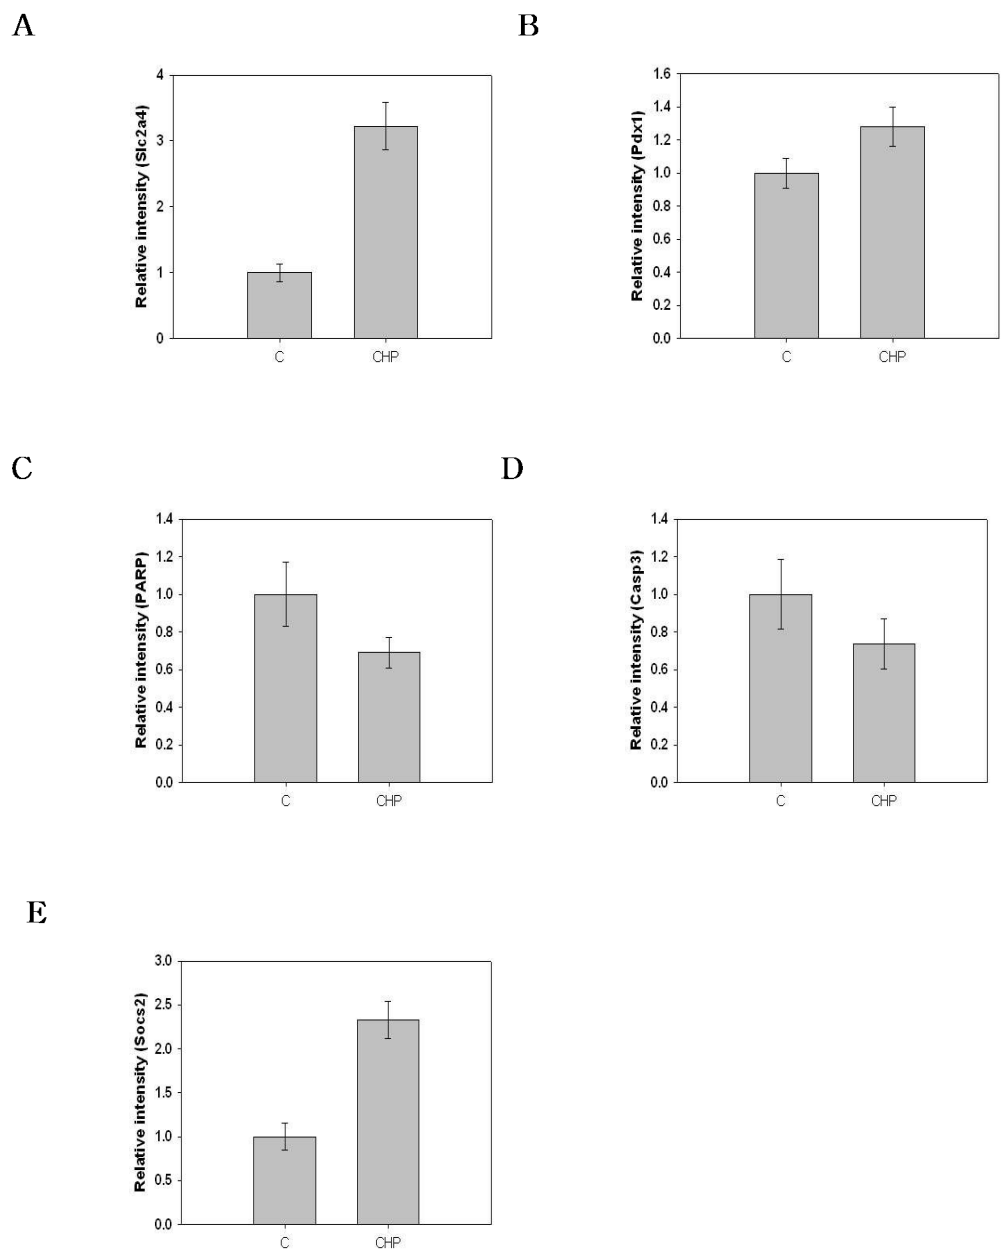 A
B
Relative intensity (Slc2a4)
4
3
2
1
0
C
CHP
Relative intensity (Pdx1)
1.6
1.4
1.2
1.0
0.8
0.6
0.4
0.2
0.0
C
CHP
C
D
Relative intensity (PARP)
1.4
1.2
1.0
0.8
0.6
0.4
0.2
0.0
C
CHP
Relative intensity (Casp3)
1.4
1.2
1.0
0.8
0.6
0.4
0.2
0.0
C
CHP
E
Relative intensity (Socs2)
3.0
2.5
2.0
1.5
1.0
0.5
0.0
C
CHP